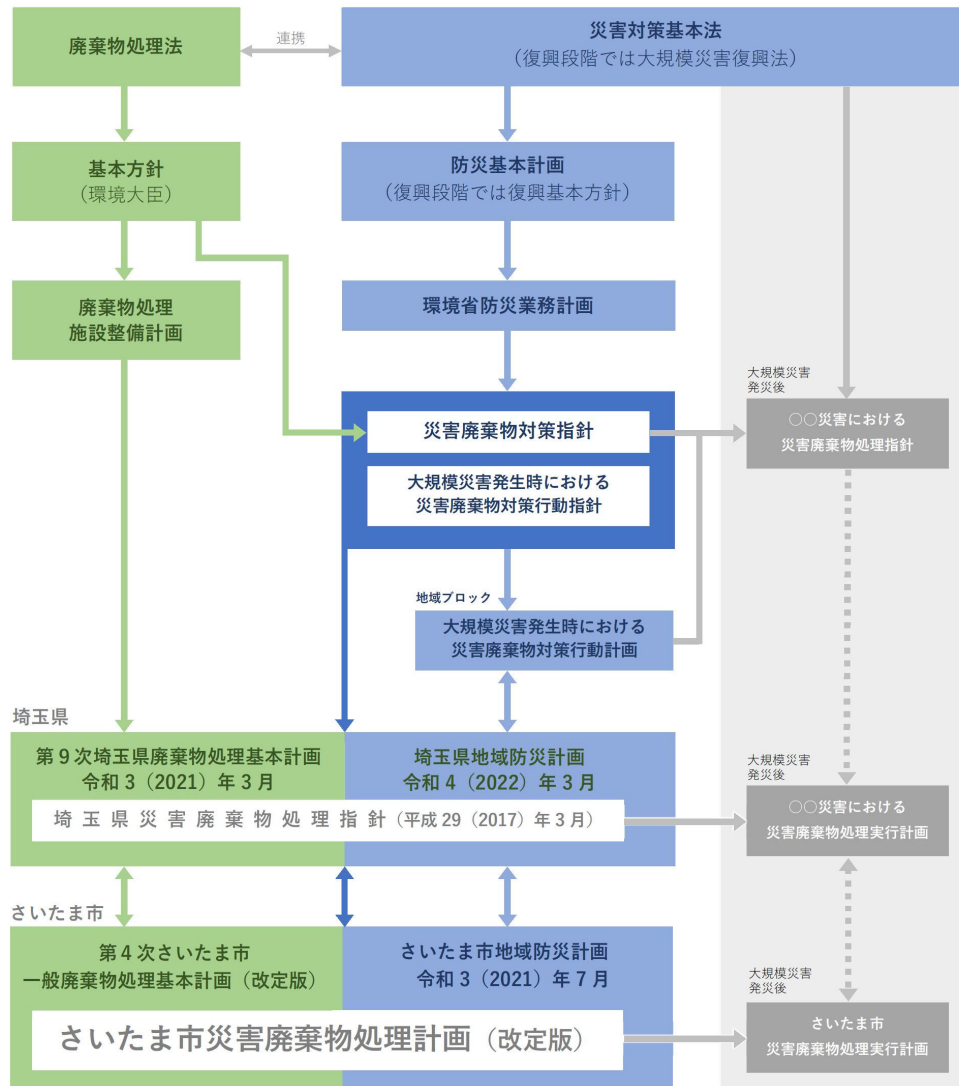 廃棄物処理法
連携
災害対策基本法
(復興段階では大規模災害復興法)
基本方針
(環境大臣)
防災基本計画
(復興段階では復興基本方針)
廃棄物処理
施設整備計画
環境省防災業務計画
大規模災害
発災後
災害廃棄物対策指針
〇〇災害における
災害廃棄物処理指針
大規模災害発生時における
災害廃棄物対策行動指針
地域ブロック
大規模災害発生時における
災害廃棄物対策行動計画
埼玉県
第9次埼玉県廃棄物処理基本計画
令和3(2021)年3月
埼玉県地域防災計画
令和4(2022)年3月
埼玉県災害廃棄物処理指針(平成29(2017)年3月)
大規模災害
発災後
〇〇災害における
災害廃棄物処理実行計画
さいたま市
第4次さいたま市
一般廃棄物処理基本計画(改定版)
さいたま市地域防災計画
令和3(2021)年7月
さいたま市災害廃棄物処理計画(改定版)
大規模災害
発災後
さいたま市
災害廃棄物処理実行計画